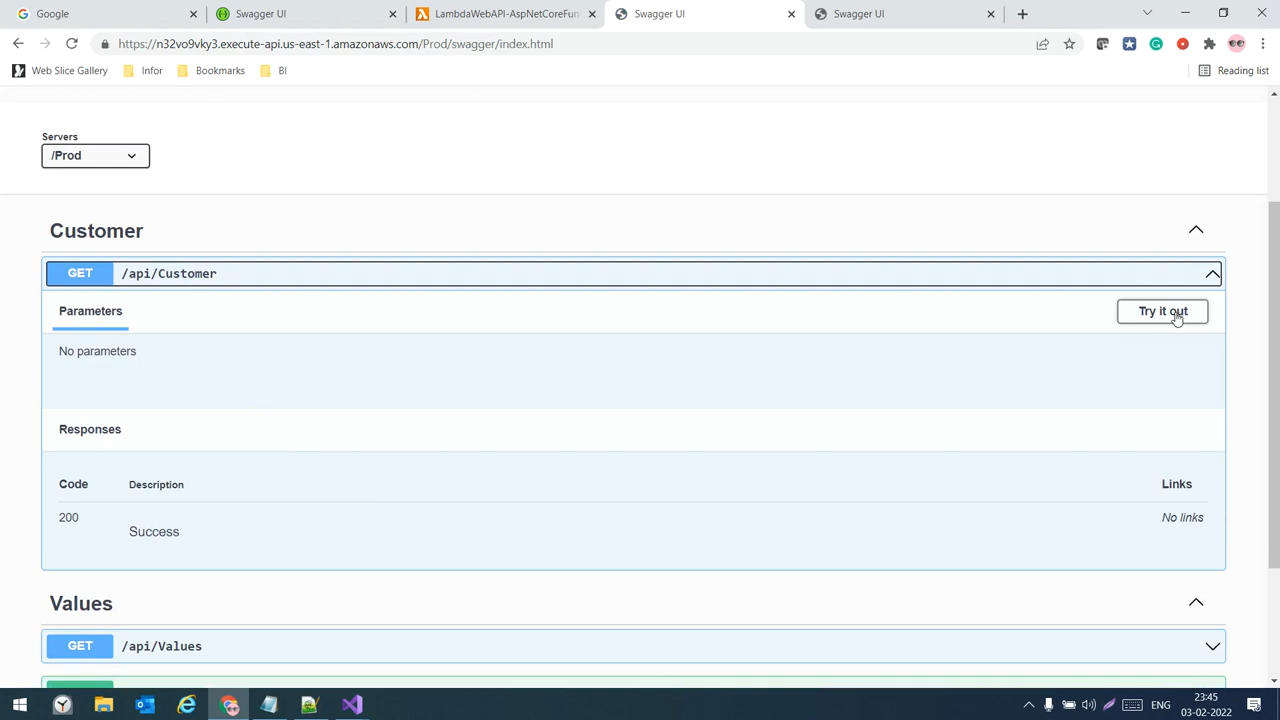 Google
Swagger UI
LambdaWebAPI-AspNetCoreFun
Swagger UI
Swagger UI
https://n32vo9vky3.execute-api.us-east-1.amazonaws.com/Prod/swagger/index.html
Web Slice Gallery
Infor
Bookmarks
BI
Reading list
Servers
/Prod
Customer
GET /api/Customer
Parameters
Try it out
No parameters
Responses
Code Description Links
200 Success No links
Values
GET /api/Values
ENG
23:45
03-02-2022